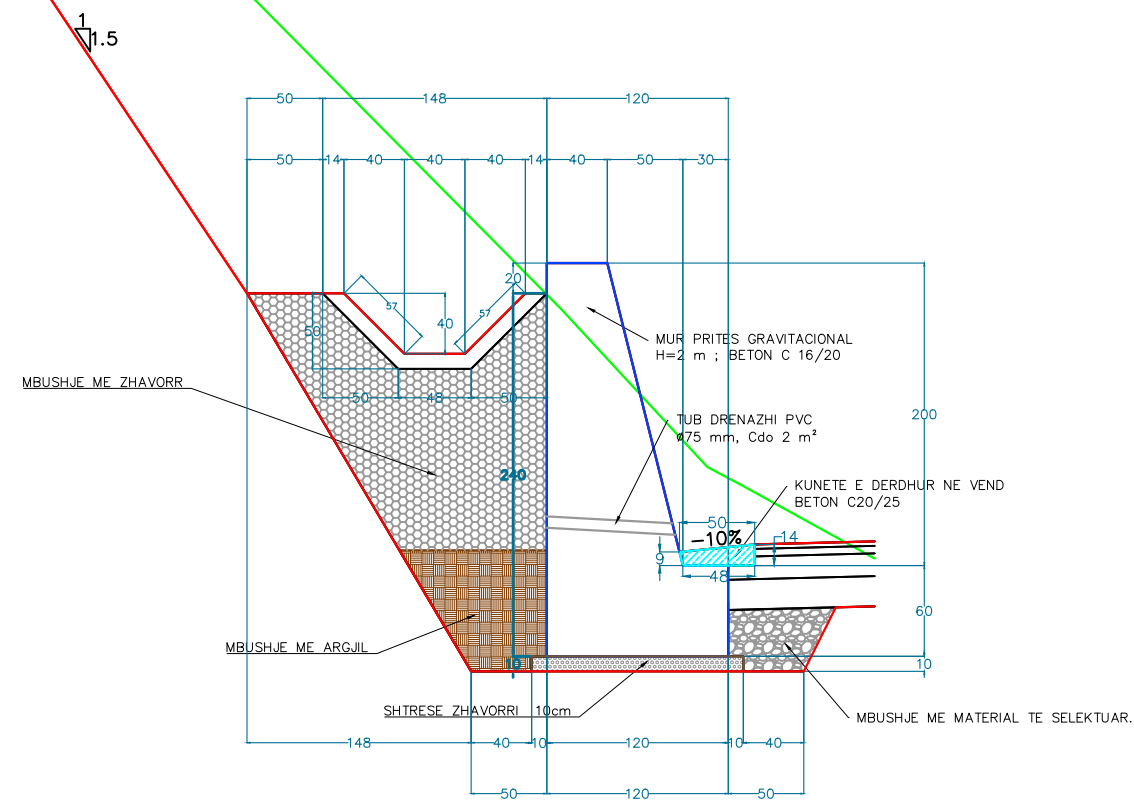 1
1.5
50 148 120
50 14 40 40 40 14 40 50 30
20
57 57
40
50
MUR PRITES GRAVITACIONAL
H=2 m ; BETON C 16/20
MBUSHJE ME ZHAVORR
50 48 50
200
TUB DRENAZHI PVC
ø75 mm, Cdo 2 m²
240
KUNETE E DERDHUR NE VEND
BETON C20/25
50
-10%
14
9
48
60
MBUSHJE ME ARGJIL
10
10
SHTRESE ZHAVORRI 10cm
MBUSHJE ME MATERIAL TE SELEKTUAR.
148 40 10 120 10 40
50 120 50